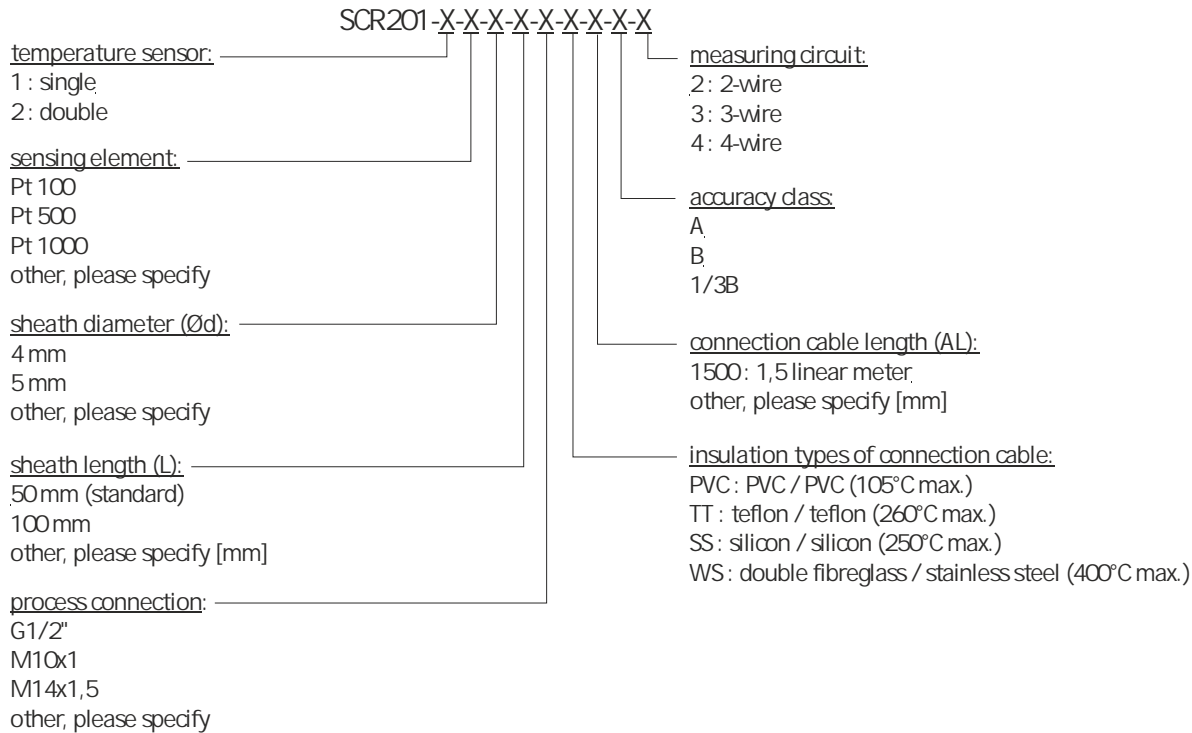 SCR201-X-X-X-X-X-X-X-X-X
temperature sensor:
1 : single
2 : double
sensing element:
Pt 100
Pt 500
Pt 1000
other, please specify
sheath diameter (Ød):
4 mm
5 mm
other, please specify
sheath length (L):
50 mm (standard)
100 mm
other, please specify [mm]
process connection:
G1/2"
M10x1
M14x1,5
other, please specify
measuring circuit:
2 : 2-wire
3 : 3-wire
4 : 4-wire
accuracy class:
A
B
1/3B
connection cable length (AL):
1500 : 1,5 linear meter
other, please specify [mm]
insulation types of connection cable:
PVC : PVC / PVC (105°C max.)
TT : teflon / teflon (260°C max.)
SS : silicon / silicon (250°C max.)
WS : double fibreglass / stainless steel (400°C max.)